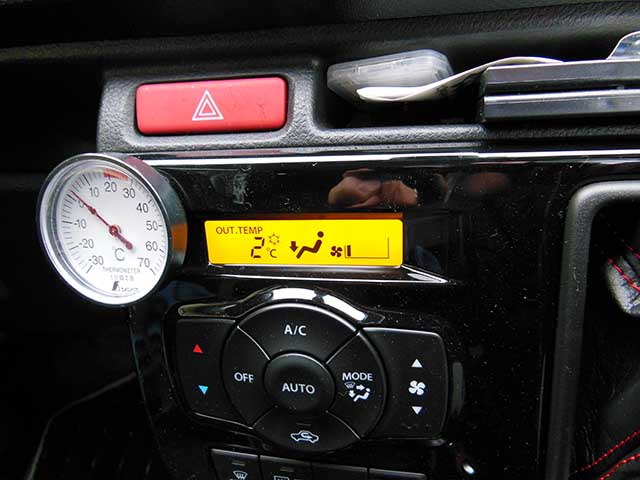 10 20 30
0 40
-10 50
-20 60
-30 70
°C
THERMOMETER
OUT.TEMP
2 °C
A/C
OFF AUTO MODE